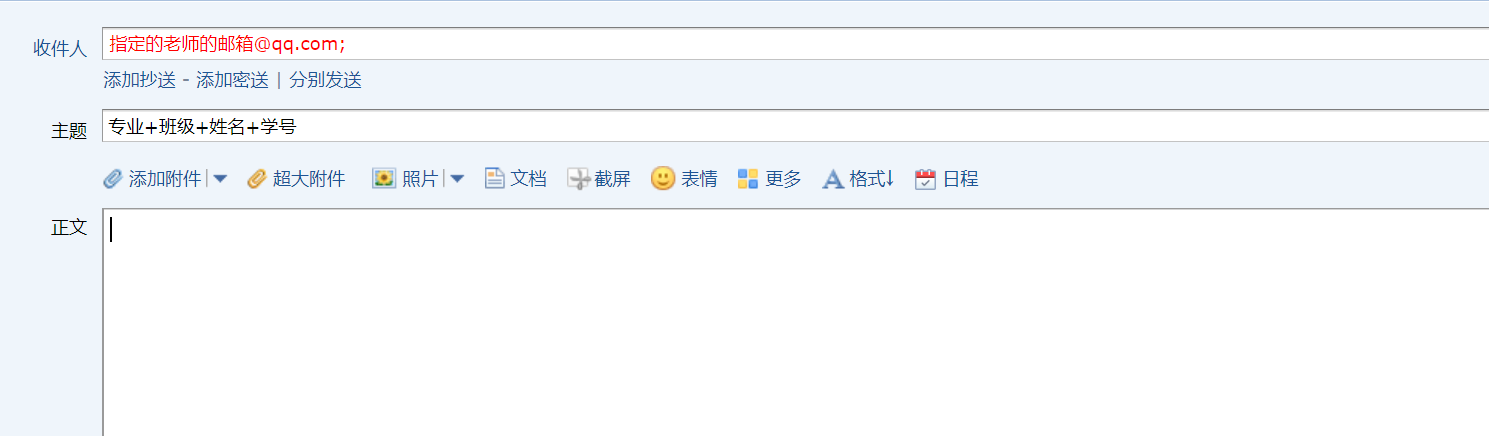 收件人 指定的老师的邮箱@qq.com;
添加抄送 - 添加密送 | 分别发送
主题 专业+班级+姓名+学号
添加附件 超大附件 照片 文档 截屏 表情 更多 格式↓ 日程
正文